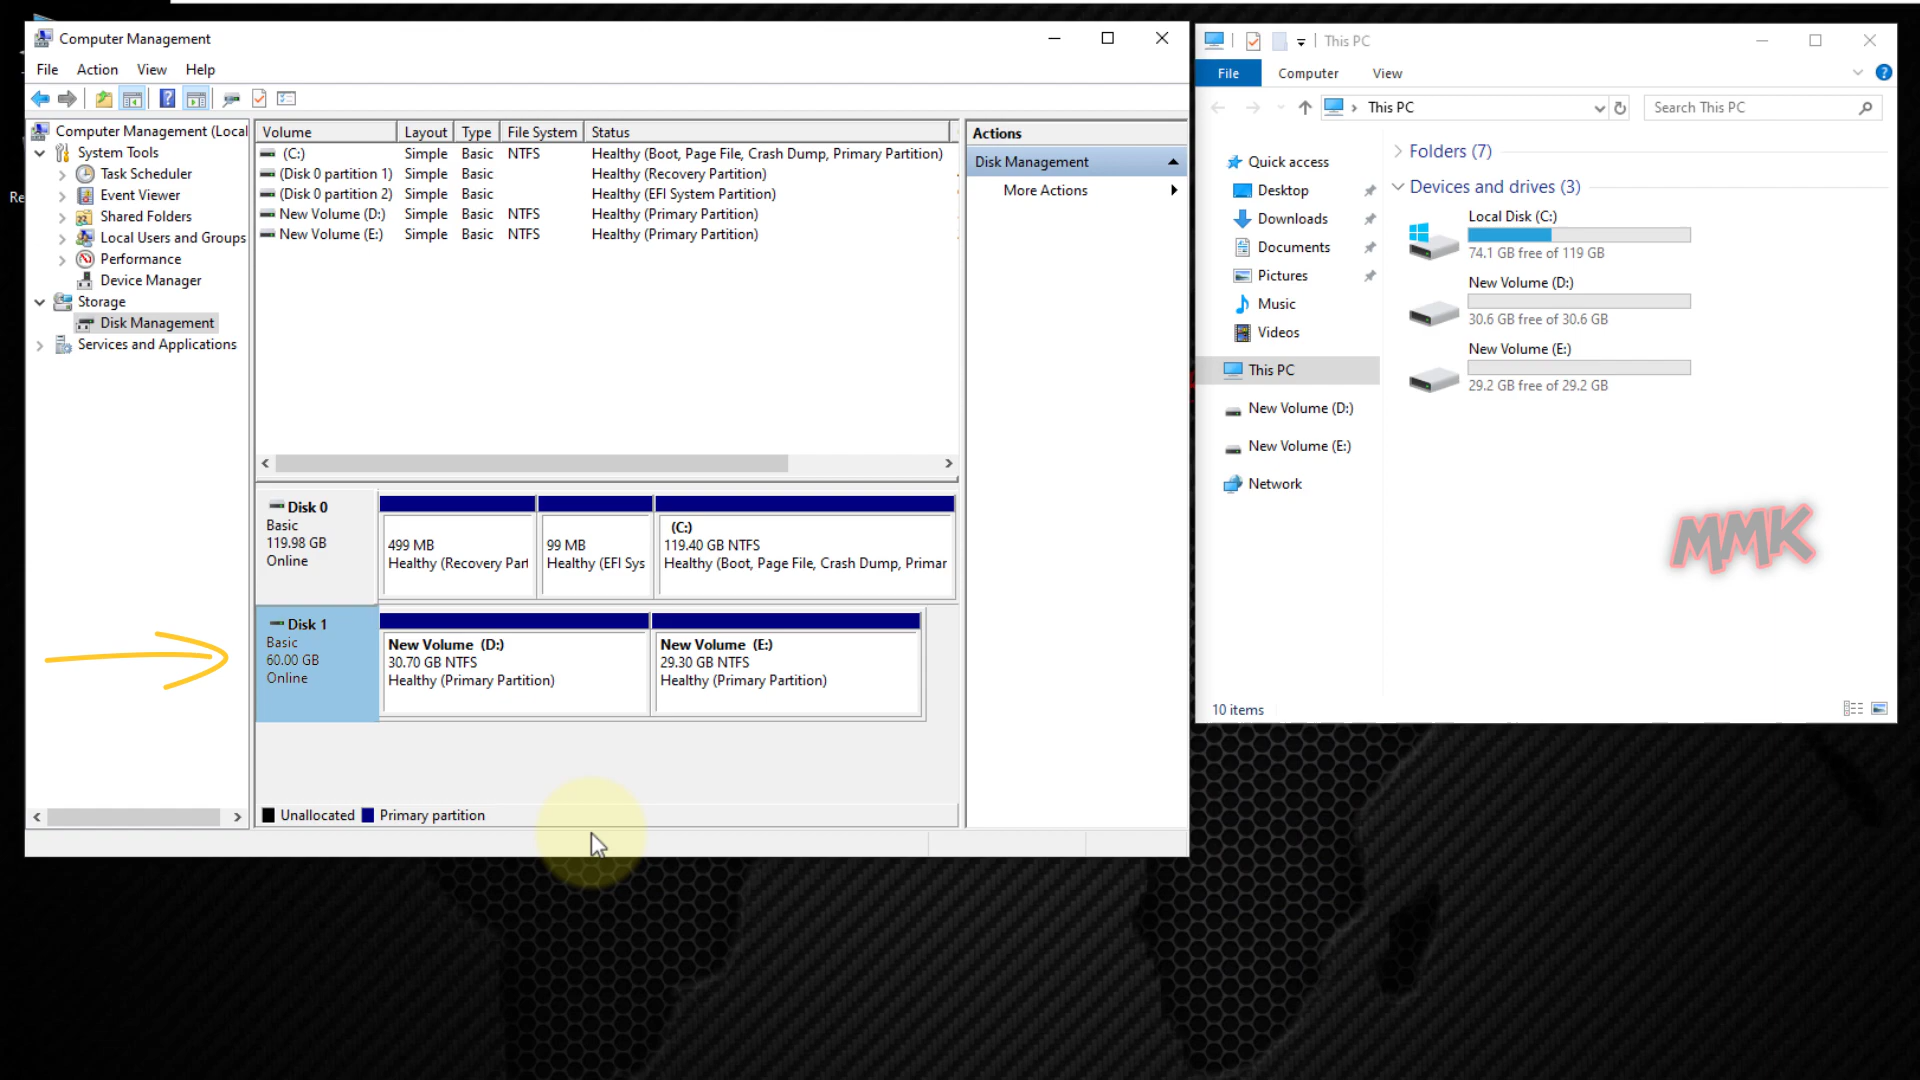 Computer Management
File Action View Help
Computer Management (Local
System Tools
Task Scheduler
Event Viewer
Shared Folders
Local Users and Groups
Performance
Device Manager
Storage
Disk Management
Services and Applications
Re
Volume Layout Type File System Status
(C:) Simple Basic NTFS Healthy (Boot, Page File, Crash Dump, Primary Partition)
(Disk 0 partition 1) Simple Basic Healthy (Recovery Partition)
(Disk 0 partition 2) Simple Basic Healthy (EFI System Partition)
New Volume (D:) Simple Basic NTFS Healthy (Primary Partition)
New Volume (E:) Simple Basic NTFS Healthy (Primary Partition)
Disk 0
Basic
119.98 GB
Online
499 MB
Healthy (Recovery Part
99 MB
Healthy (EFI Sys
(C:)
119.40 GB NTFS
Healthy (Boot, Page File, Crash Dump, Primar
Disk 1
Basic
60.00 GB
Online
New Volume (D:)
30.70 GB NTFS
Healthy (Primary Partition)
New Volume (E:)
29.30 GB NTFS
Healthy (Primary Partition)
Unallocated Primary partition
Actions
Disk Management
More Actions
This PC
File Computer View
This PC
Search This PC
Quick access
Desktop
Downloads
Documents
Pictures
Music
Videos
This PC
New Volume (D:)
New Volume (E:)
Network
Folders (7)
Devices and drives (3)
Local Disk (C:)
74.1 GB free of 119 GB
New Volume (D:)
30.6 GB free of 30.6 GB
New Volume (E:)
29.2 GB free of 29.2 GB
MMK
10 items